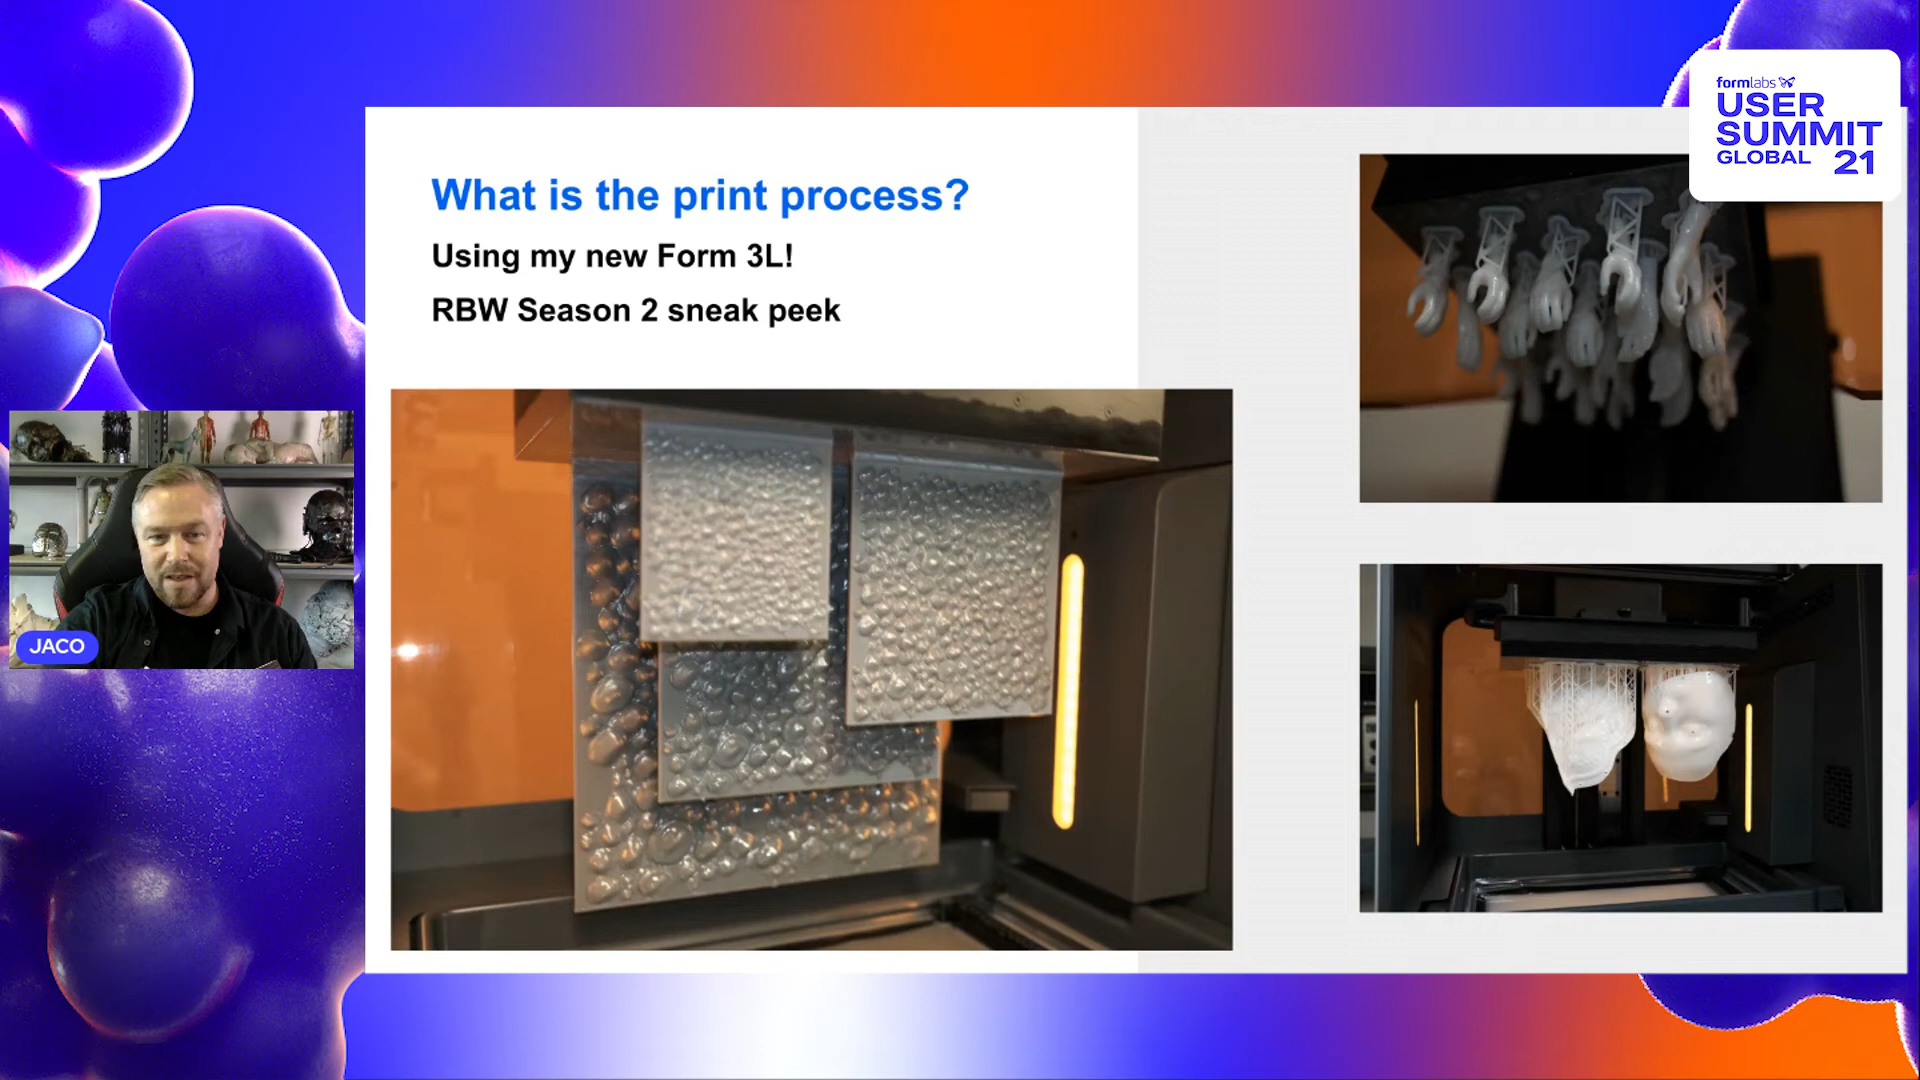 formlabs
USER
SUMMIT
GLOBAL 21
What is the print process?
Using my new Form 3L!
RBW Season 2 sneak peek
JACO